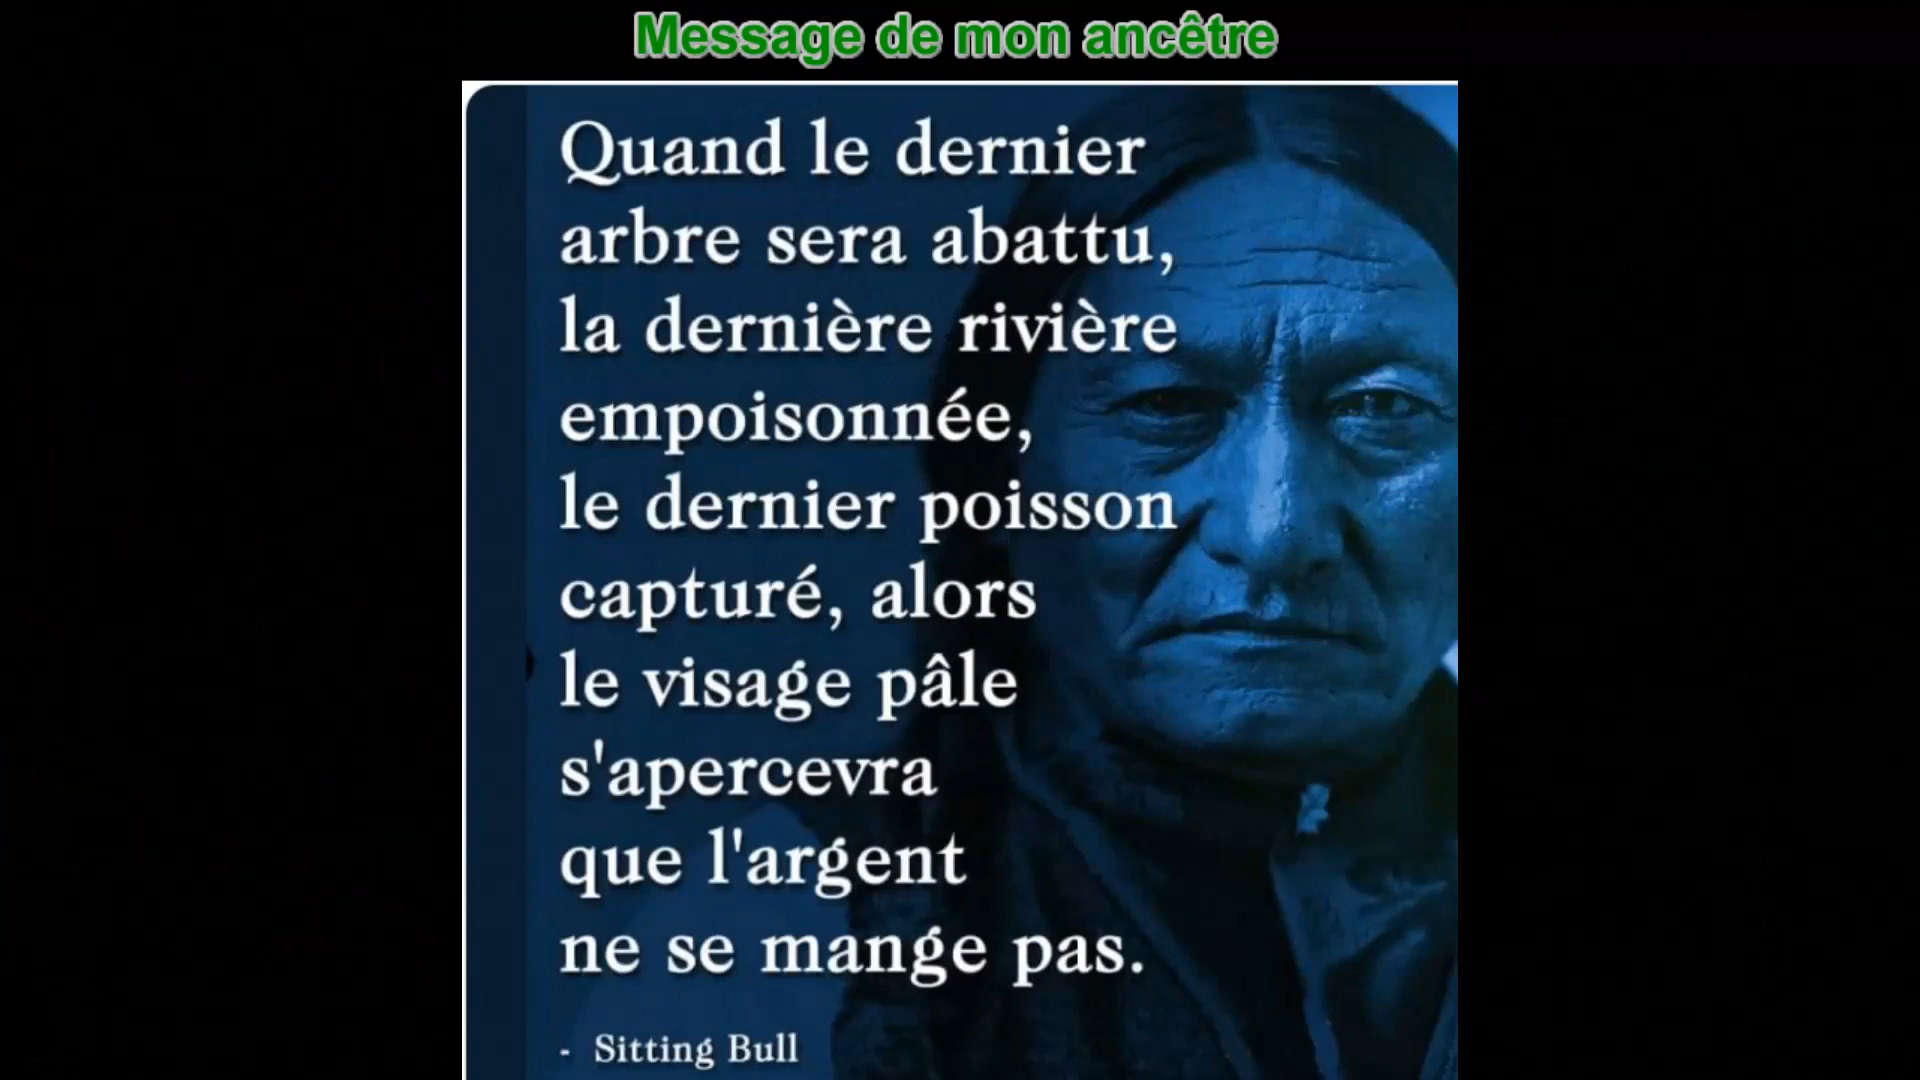 Message de mon ancêtre
Quand le dernier
arbre sera abattu,
la dernière rivière
empoisonnée,
le dernier poisson
capturé, alors
le visage pâle
s'apercevra
que l'argent
ne se mange pas.
- Sitting Bull